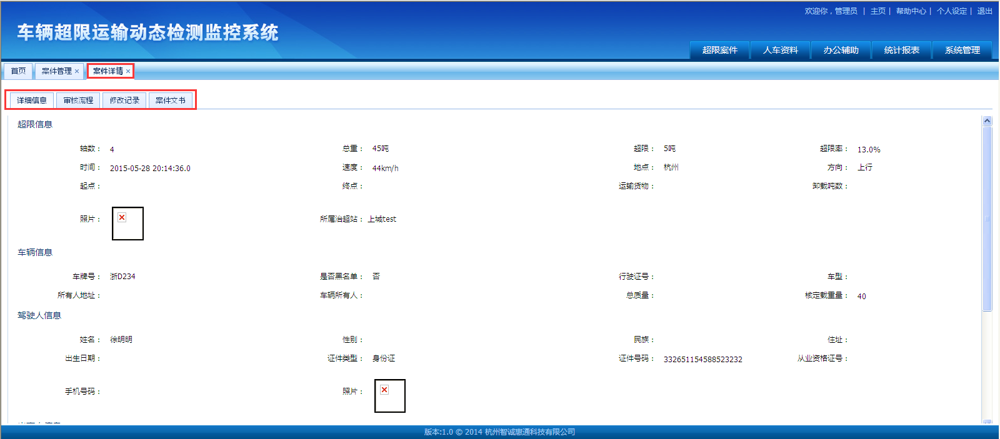 欢迎你，管理员 | 主页 | 帮助中心 | 个人设定 | 退出
车辆超限运输动态检测监控系统
超限案件 人车资料 办公辅助 统计报表 系统管理
首页 案件管理 × 案件详情 ×
详细信息 审核流程 修改记录 案件文书
超限信息
轴数： 4 总重： 45吨 超限： 5吨 超限率： 13.0%
时间： 2015-05-28 20:14:36.0 速度： 44km/h 地点： 杭州 方向： 上行
起点： 终点： 运输货物： 卸载吨数：
照片： 所属治超站： 上城test
车辆信息
车牌号： 浙D234 是否黑名单： 否 行驶证号： 车型：
所有人地址： 车辆所有人： 总质量： 核定载重量： 40
驾驶人信息
姓名： 徐明明 性别： 民族： 住址：
出生日期： 证件类型： 身份证 证件号码： 332651154588523232 从业资格证号：
手机号码： 照片：
版本:1.0 © 2014 杭州智诚惠通科技有限公司